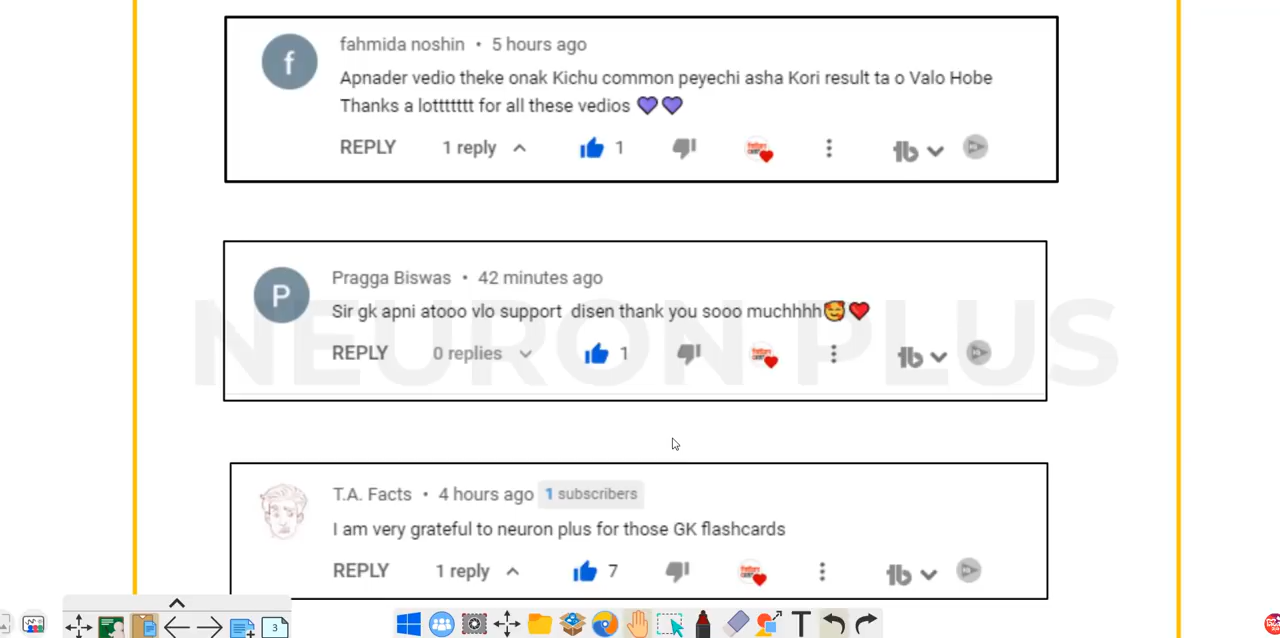 f
fahmida noshin • 5 hours ago
Apnader vedio theke onak Kichu common peyechi asha Kori result ta o Valo Hobe
Thanks a lottttttt for all these vedios 💜💜
REPLY 1 reply 1
NEURON PLUS
P
Pragga Biswas • 42 minutes ago
Sir gk apni atooo vlo support disen thank you sooo muchhhh🥰❤️
REPLY 0 replies 1
T.A. Facts • 4 hours ago 1 subscribers
I am very grateful to neuron plus for those GK flashcards
REPLY 1 reply 7
3